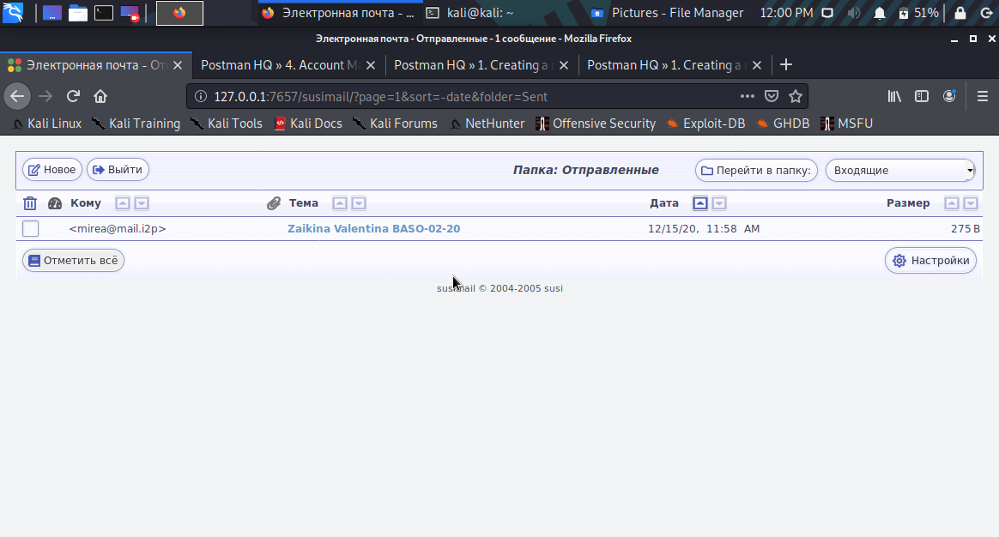 Электронная почта - ... kali@kali: ~ Pictures - File Manager 12:00 PM 51%
Электронная почта - Отправленные - 1 сообщение - Mozilla Firefox
Электронная почта - От Postman HQ » 4. Account M Postman HQ » 1. Creating a Postman HQ » 1. Creating a
127.0.0.1:7657/susimail/?page=1&sort=-date&folder=Sent
Kali Linux Kali Training Kali Tools Kali Docs Kali Forums NetHunter Offensive Security Exploit-DB GHDB MSFU
Новое Выйти Папка: Отправленные Перейти в папку: Входящие
Кому Тема Дата Размер
<mirea@mail.i2p> Zaikina Valentina BASO-02-20 12/15/20, 11:58 AM 275 B
Отметить всё Настройки
susimail © 2004-2005 susi